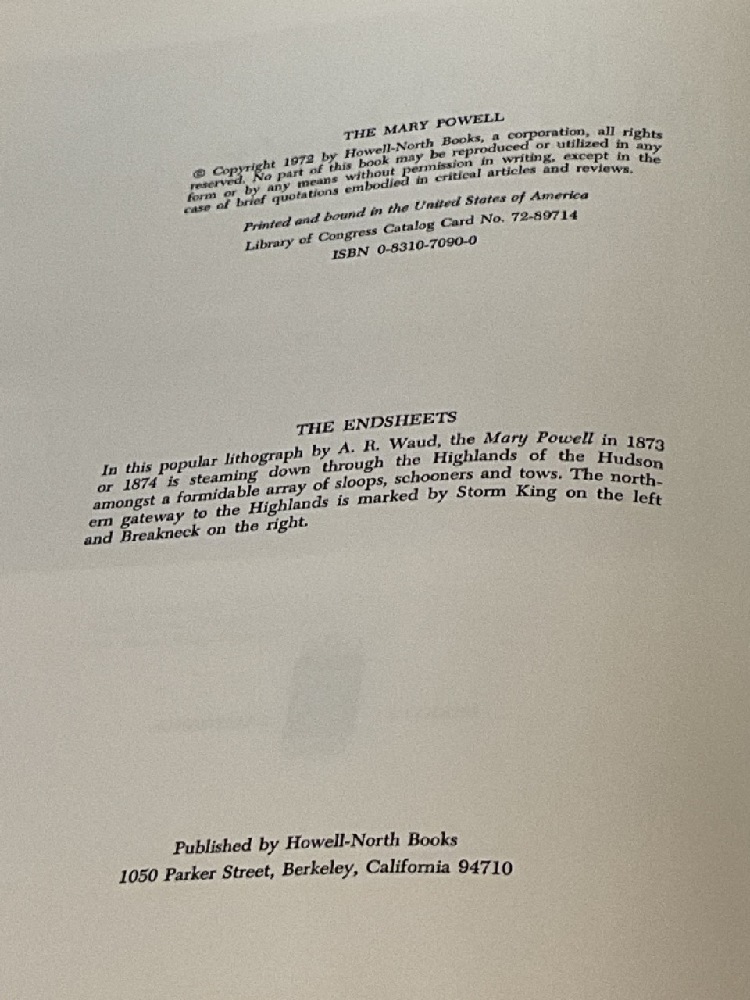 THE MARY POWELL
© Copyright 1972 by Howell-North Books, a corporation, all rights
reserved. No part of this book may be reproduced or utilized in any
form or by any means without permission in writing, except in the
case of brief quotations embodied in critical articles and reviews.
Printed and bound in the United States of America
Library of Congress Catalog Card No. 72-89714
ISBN 0-8310-7090-0
THE ENDSHEETS
In this popular lithograph by A. R. Waud, the Mary Powell in 1873
or 1874 is steaming down through the Highlands of the Hudson
amongst a formidable array of sloops, schooners and tows. The north-
ern gateway to the Highlands is marked by Storm King on the left
and Breakneck on the right.
Published by Howell-North Books
1050 Parker Street, Berkeley, California 94710